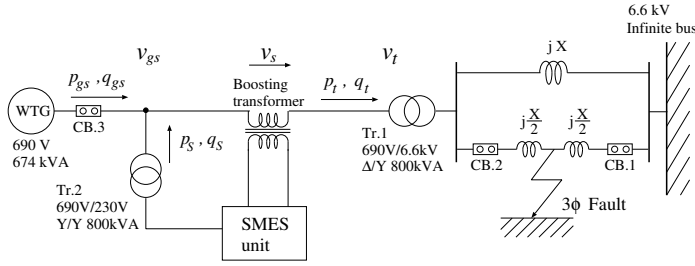 6.6 kV
Infinite bus
v_gs
v_s
v_t
j X
p_gs , q_gs
Boosting
transformer
p_t , q_t
WTG
CB.3
690 V
674 kVA
p_S , q_S
Tr.1
690V/6.6kV
Δ/Y 800kVA
j X/2
j X/2
CB.2
CB.1
Tr.2
690V/230V
Y/Y 800kVA
SMES
unit
3ϕ Fault